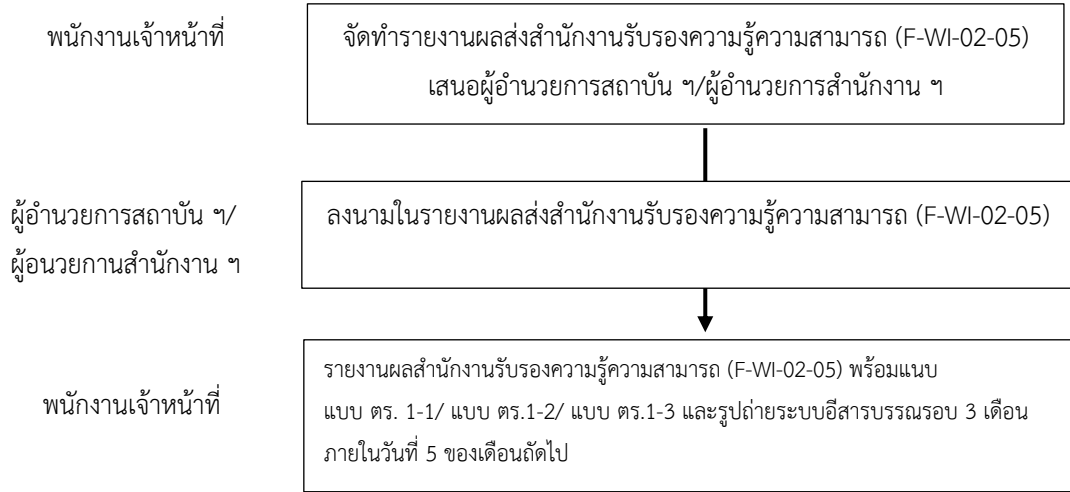 พนักงานเจ้าหน้าที่
จัดทำรายงานผลส่งสำนักงานรับรองความรู้ความสามารถ (F-WI-02-05)
เสนอผู้อำนวยการสถาบัน ฯ/ผู้อำนวยการสำนักงาน ฯ
ผู้อำนวยการสถาบัน ฯ/
ผู้อนวยกานสำนักงาน ฯ
ลงนามในรายงานผลส่งสำนักงานรับรองความรู้ความสามารถ (F-WI-02-05)
พนักงานเจ้าหน้าที่
รายงานผลสำนักงานรับรองความรู้ความสามารถ (F-WI-02-05) พร้อมแนบ
แบบ ตร. 1-1/ แบบ ตร.1-2/ แบบ ตร.1-3 และรูปถ่ายระบบอีสารบรรณรอบ 3 เดือน
ภายในวันที่ 5 ของเดือนถัดไป